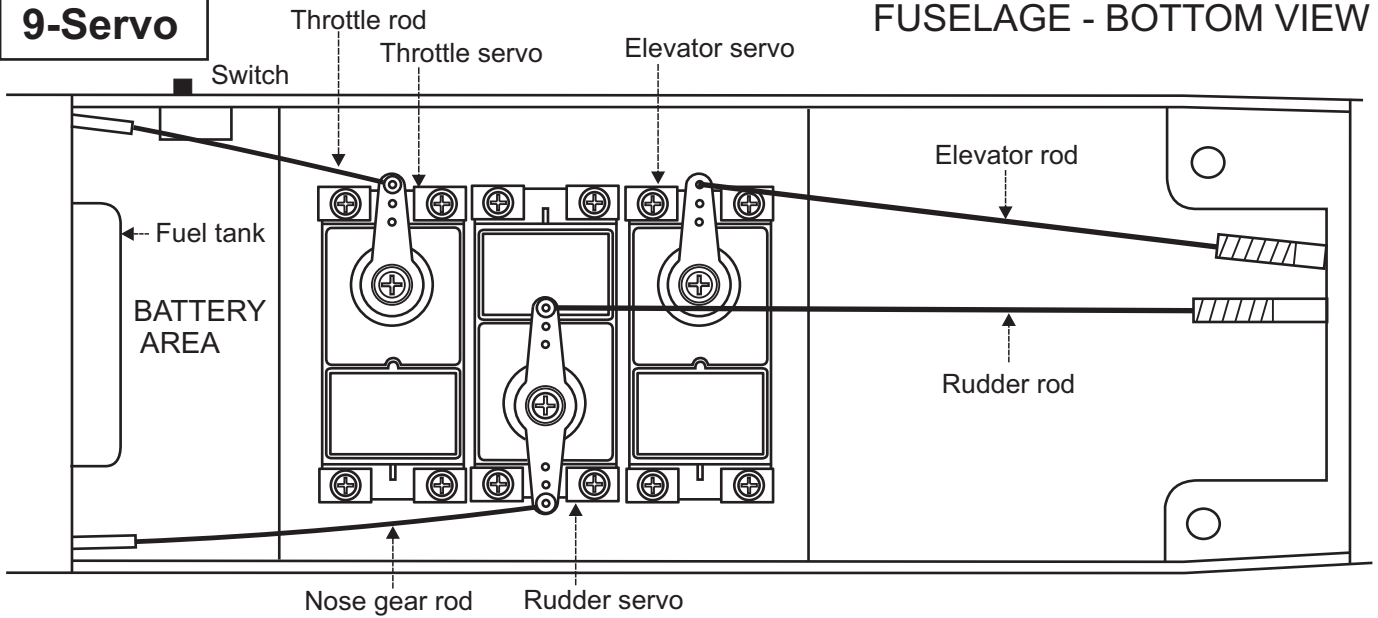 9-Servo
FUSELAGE - BOTTOM VIEW
Throttle rod
Throttle servo
Elevator servo
Switch
Elevator rod
Fuel tank
BATTERY
AREA
Rudder rod
Nose gear rod
Rudder servo